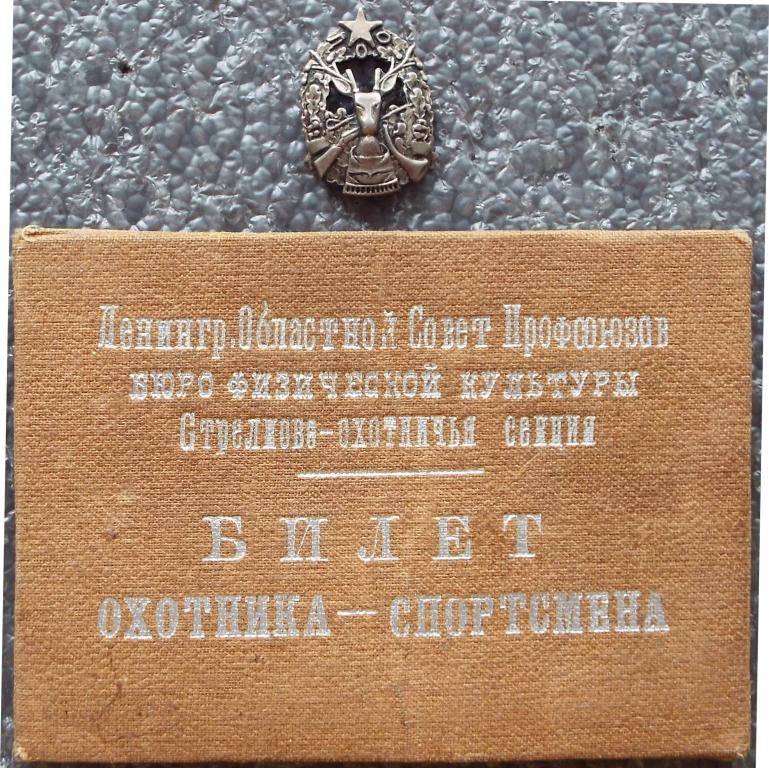 Ленингр. Областной Совет Профсоюзов
БЮРО ФИЗИЧЕСКОЙ КУЛЬТУРЫ
Стрелково-охотничья секция
БИЛЕТ
ОХОТНИКА — СПОРТСМЕНА